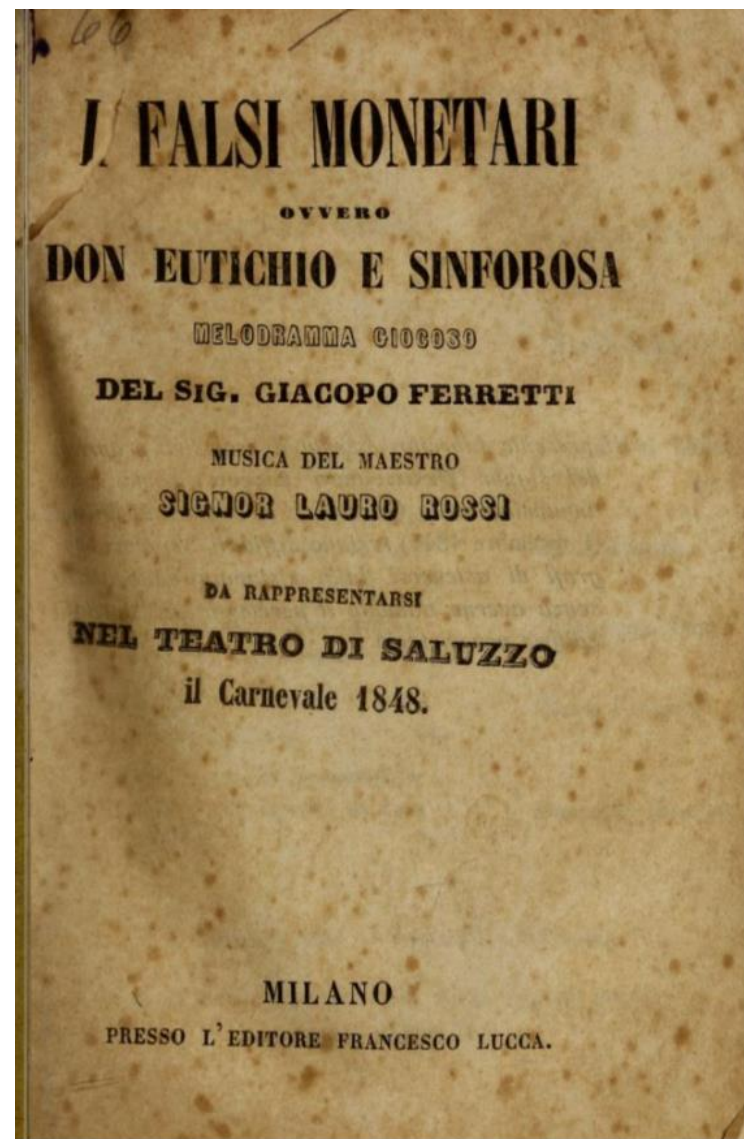 66
I FALSI MONETARI
OVVERO
DON EUTICHIO E SINFOROSA
MELODRAMMA GIOCOSO
DEL SIG. GIACOPO FERRETTI
MUSICA DEL MAESTRO
SIGNOR LAURO ROSSI
DA RAPPRESENTARSI
NEL TEATRO DI SALUZZO
il Carnevale 1848.
MILANO
PRESSO L'EDITORE FRANCESCO LUCCA.